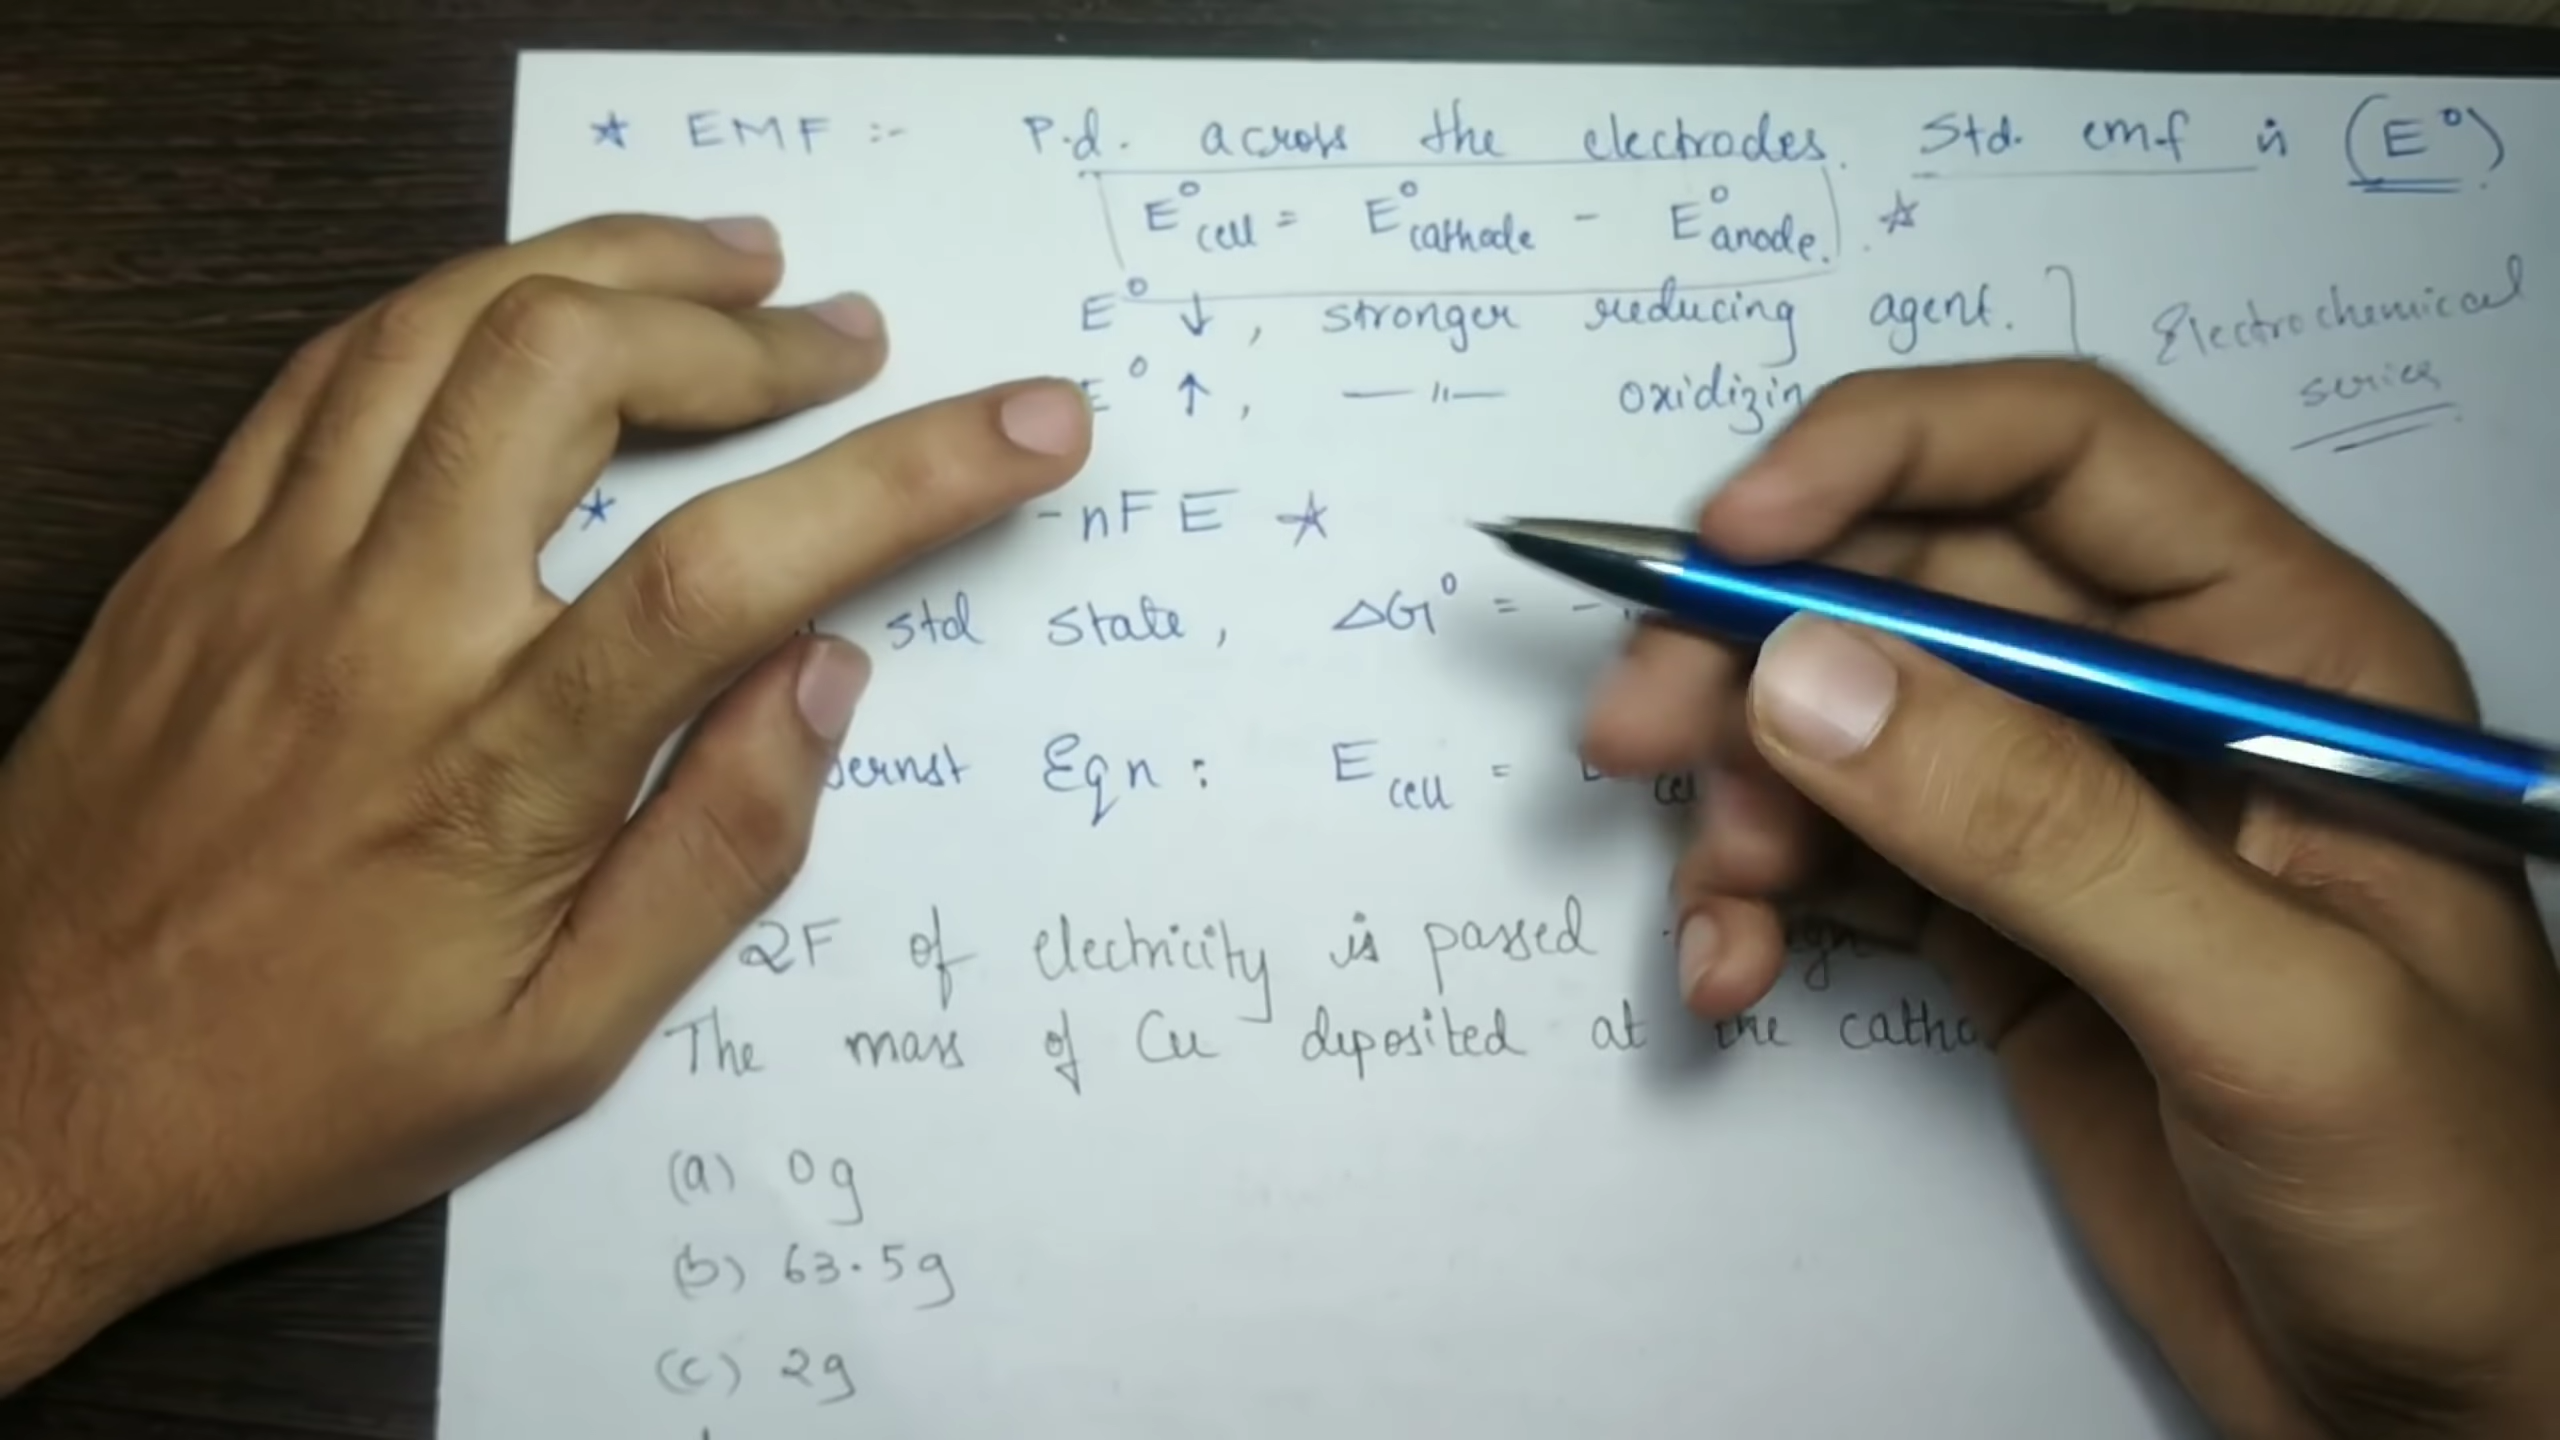 * EMF :- P.d. across the electrodes. Std. emf is (E°)
E°cell = E°cathode - E°anode. *
E° ↓, stronger reducing agent.
E° ↑, —"— oxidizin
Electrochemical
series
* -nFE *
std state, ΔG° = -
ernst Eqn: Ecell = cel
2F of electricity is passed
The mass of Cu deposited at the catho
(a) 0g
(b) 63.5g
(c) 2g